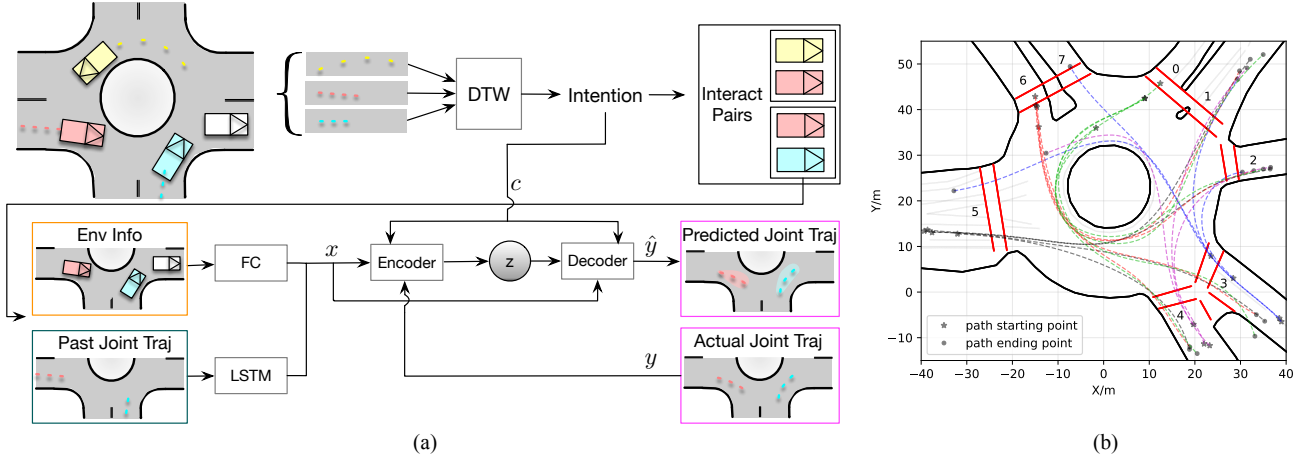 DTW
Intention
Interact
Pairs
c
Env Info
FC
x
Encoder
z
Decoder
ŷ
Predicted Joint Traj
Past Joint Traj
LSTM
y
Actual Joint Traj
(a)
Y/m
50
40
30
20
10
0
−10
0
1
2
3
4
5
6
7
path starting point
path ending point
−40 −30 −20 −10 0 10 20 30 40
X/m
(b)